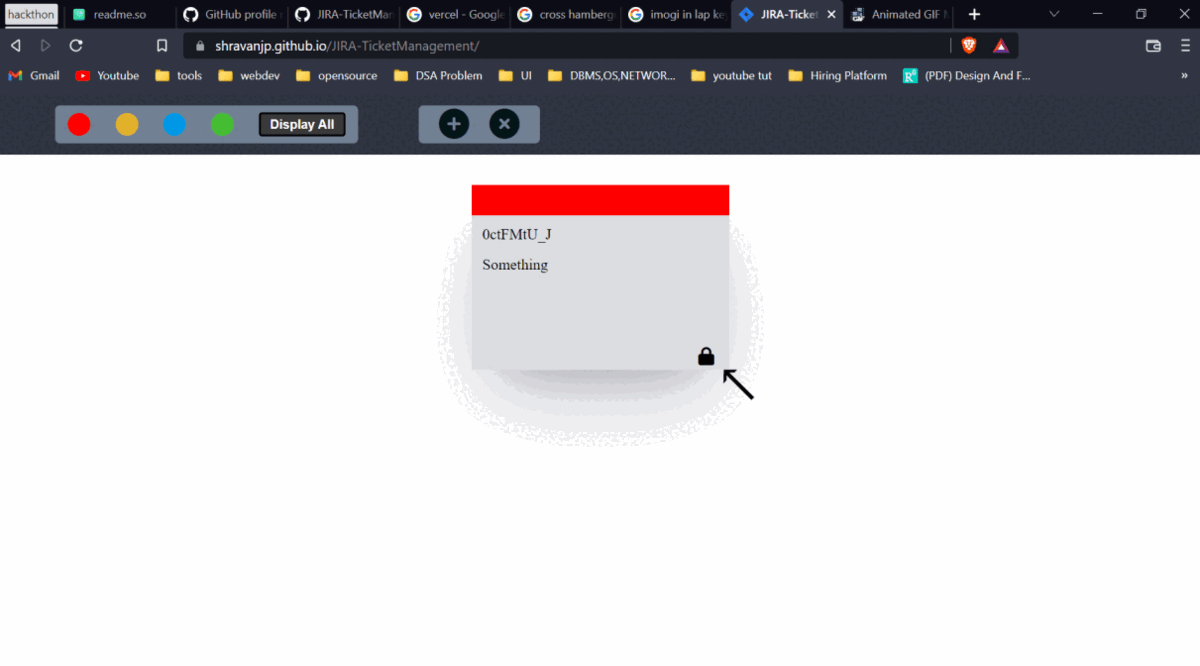 hackthon readme.so GitHub profile JIRA-TicketMan vercel - Google cross hamberg imogi in lap key JIRA-Ticket Animated GIF
shravanjp.github.io/JIRA-TicketManagement/
Gmail Youtube tools webdev opensource DSA Problem UI DBMS,OS,NETWOR... youtube tut Hiring Platform R (PDF) Design And F... »
Display All
0ctFMtU_J
Something